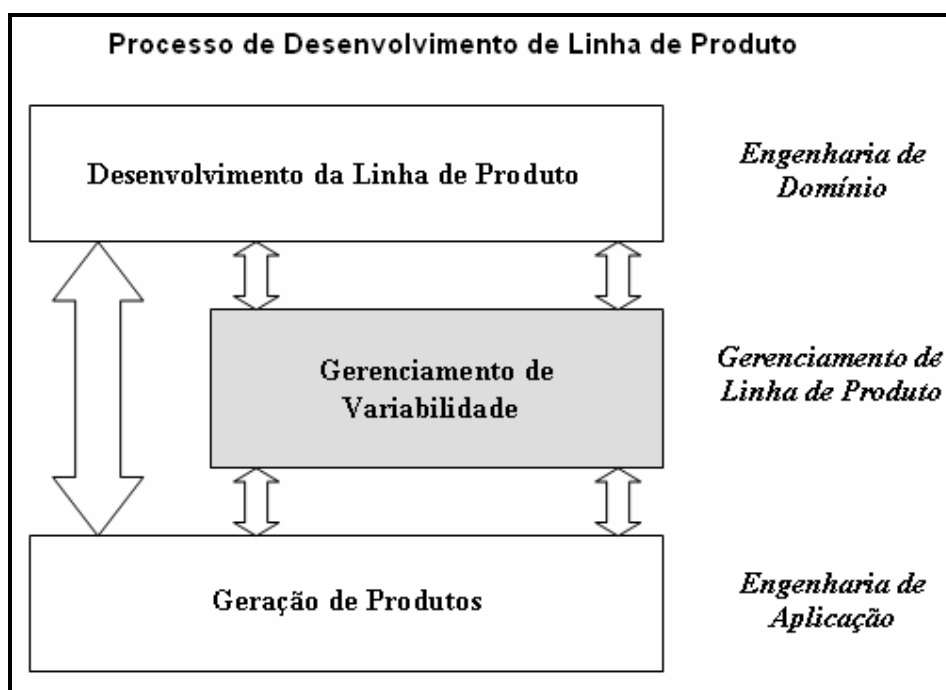 Processo de Desenvolvimento de Linha de Produto
Desenvolvimento da Linha de Produto
Engenharia de
Domínio
Gerenciamento de
Variabilidade
Gerenciamento de
Linha de Produto
Geração de Produtos
Engenharia de
Aplicação